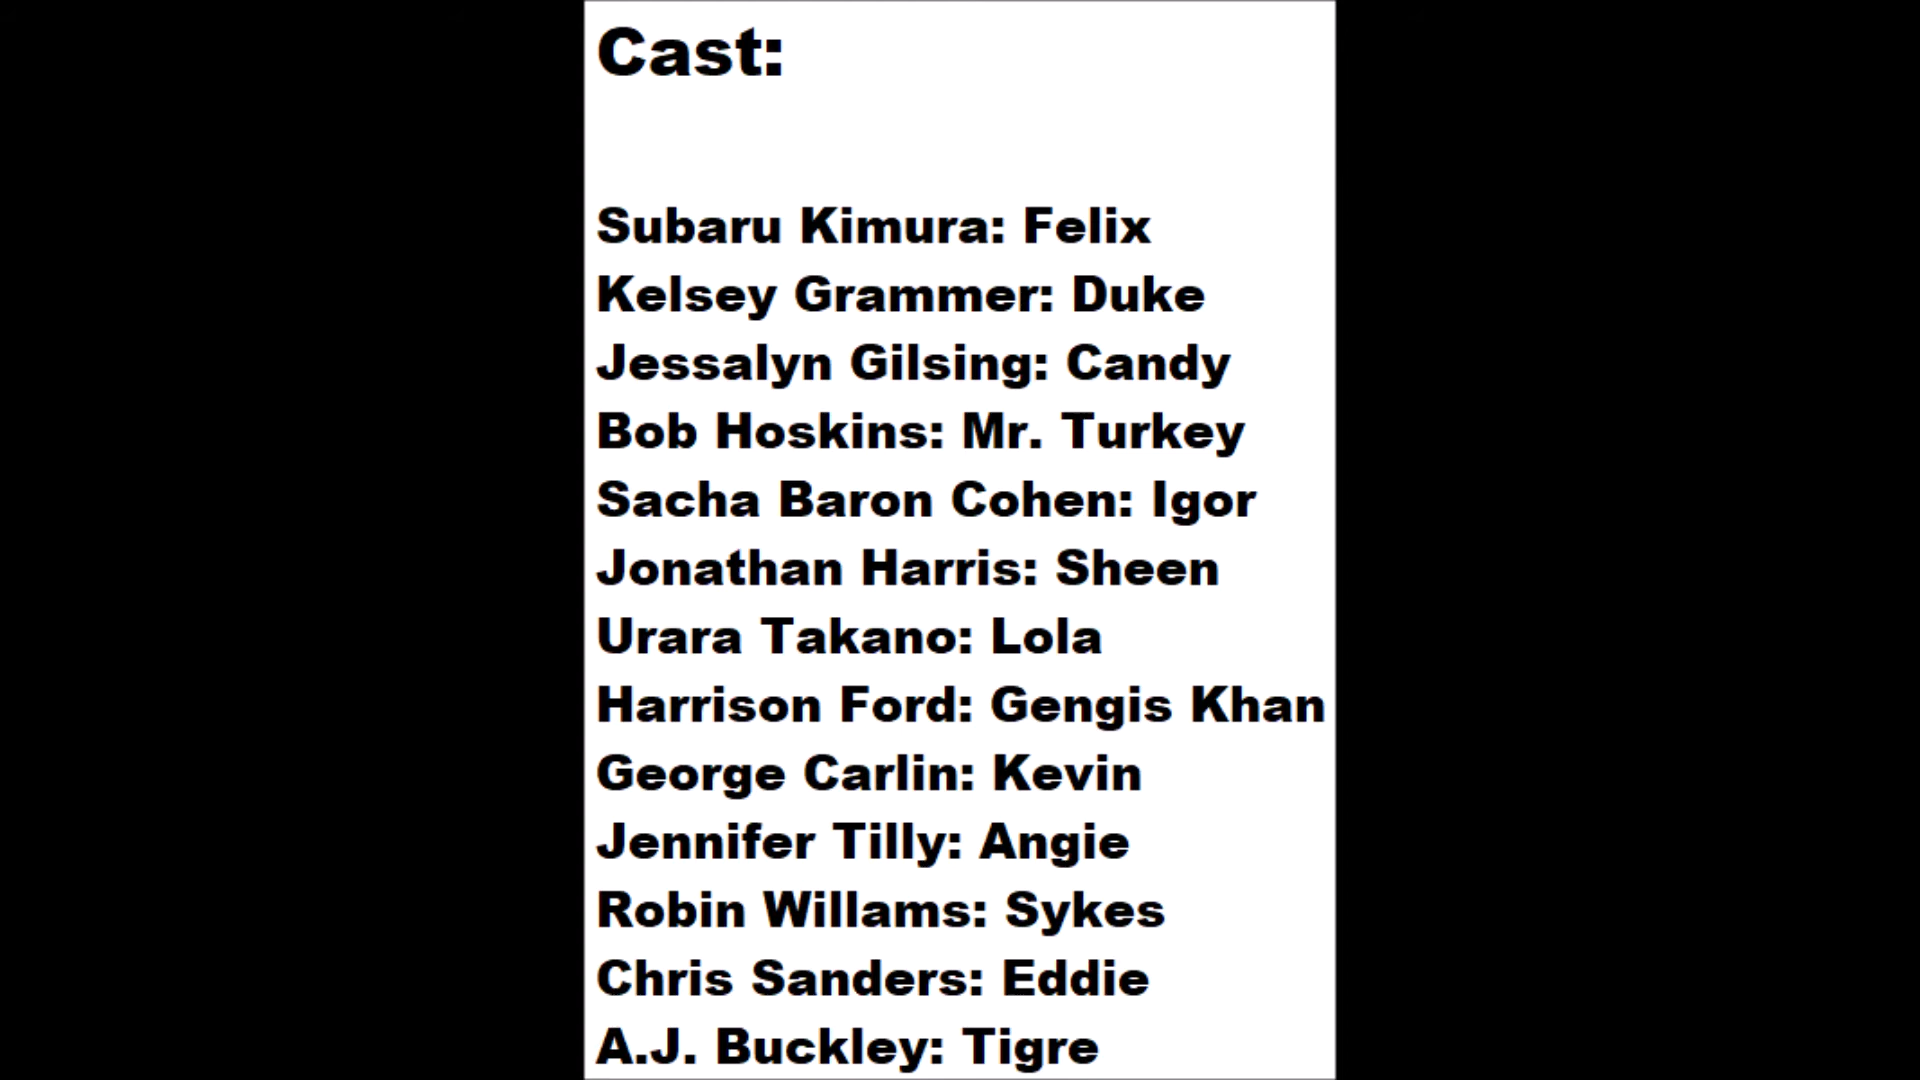 Cast:
Subaru Kimura: Felix
Kelsey Grammer: Duke
Jessalyn Gilsing: Candy
Bob Hoskins: Mr. Turkey
Sacha Baron Cohen: Igor
Jonathan Harris: Sheen
Urara Takano: Lola
Harrison Ford: Gengis Khan
George Carlin: Kevin
Jennifer Tilly: Angie
Robin Willams: Sykes
Chris Sanders: Eddie
A.J. Buckley: Tigre